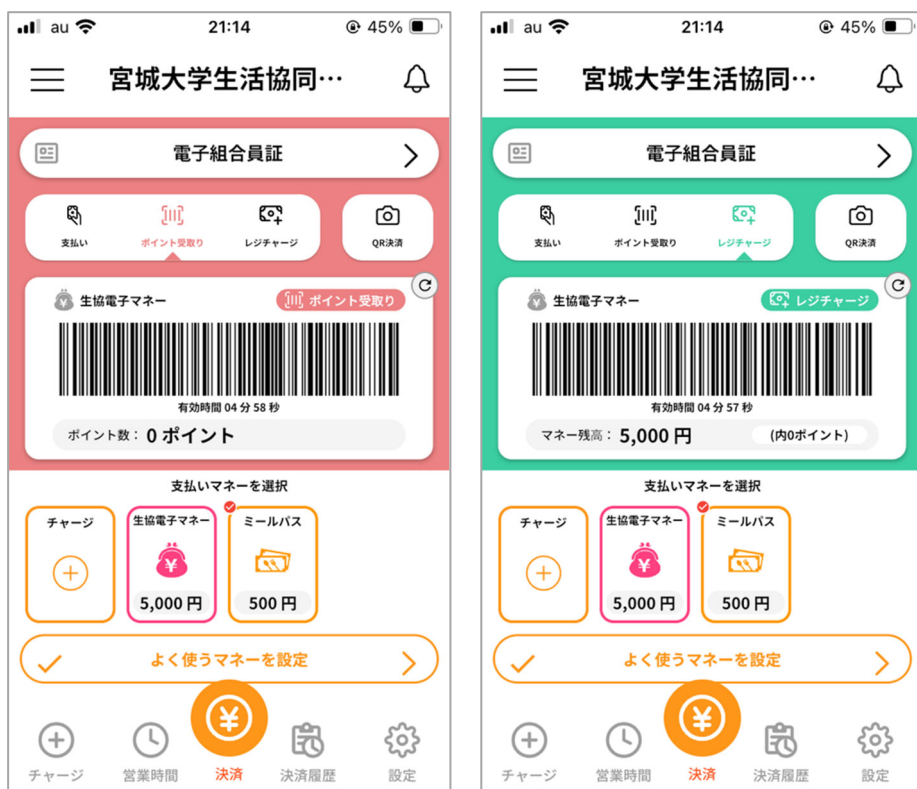 au 21:14 45%
宮城大学生活協同…
電子組合員証
支払い ポイント受取り レジチャージ QR決済
生協電子マネー ポイント受取り
有効時間 04 分 58 秒
ポイント数： 0 ポイント
支払いマネーを選択
チャージ 生協電子マネー ミールパス
5,000 円 500 円
よく使うマネーを設定
チャージ 営業時間 決済 決済履歴 設定
au 21:14 45%
宮城大学生活協同…
電子組合員証
支払い ポイント受取り レジチャージ QR決済
生協電子マネー レジチャージ
有効時間 04 分 57 秒
マネー残高： 5,000 円 (内0ポイント)
支払いマネーを選択
チャージ 生協電子マネー ミールパス
5,000 円 500 円
よく使うマネーを設定
チャージ 営業時間 決済 決済履歴 設定